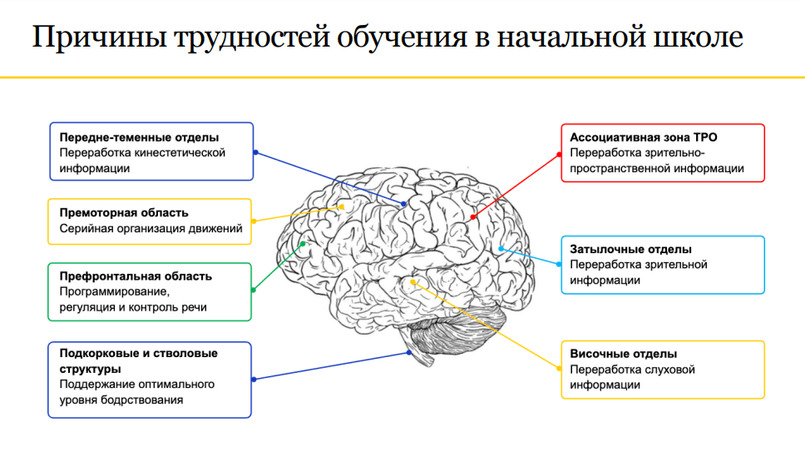 Причины трудностей обучения в начальной школе
Передне-теменные отделы
Переработка кинестетической
информации
Премоторная область
Серийная организация движений
Префронтальная область
Программирование,
регуляция и контроль речи
Подкорковые и стволовые
структуры
Поддержание оптимального
уровня бодрствования
Ассоциативная зона ТРО
Переработка зрительно-
пространственной информации
Затылочные отделы
Переработка зрительной
информации
Височные отделы
Переработка слуховой
информации